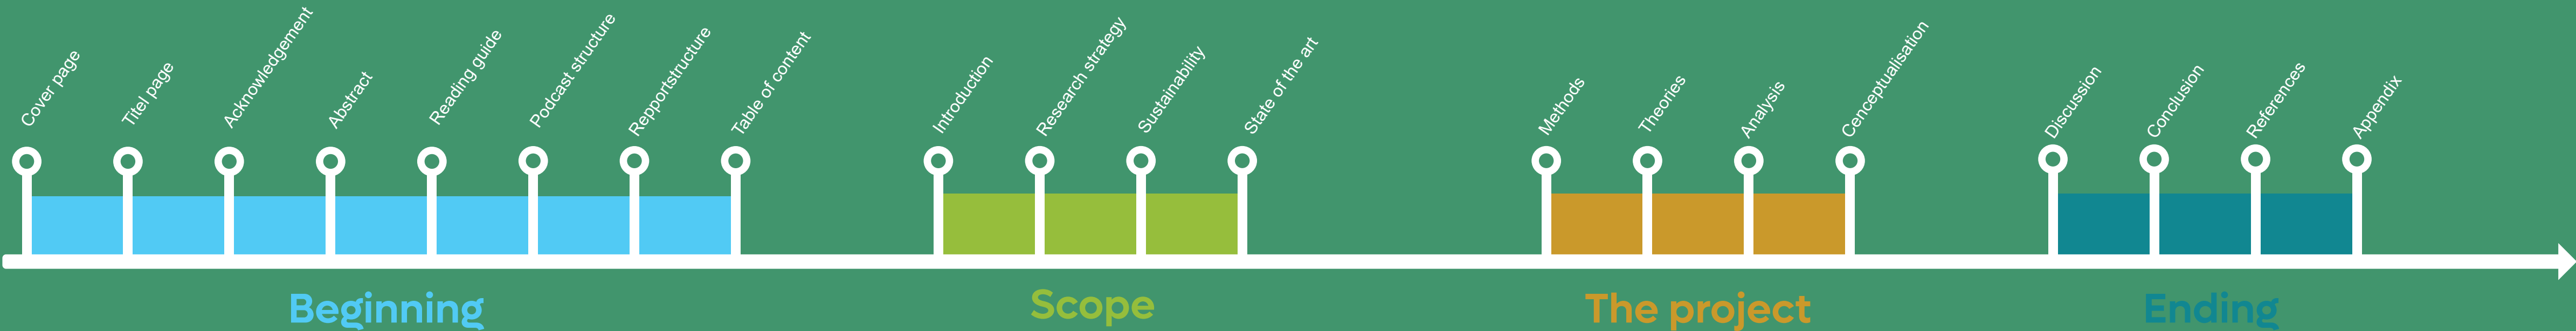 Cover page
Titel page
Acknowledgement
Abstract
Reading guide
Podcast structure
Repportstructure
Table of content
Introduction
Research strategy
Sustainability
State of the art
Methods
Theories
Analysis
Cenceptualisation
Discussion
Conclusion
References
Appendix
Beginning
Scope
The project
Ending